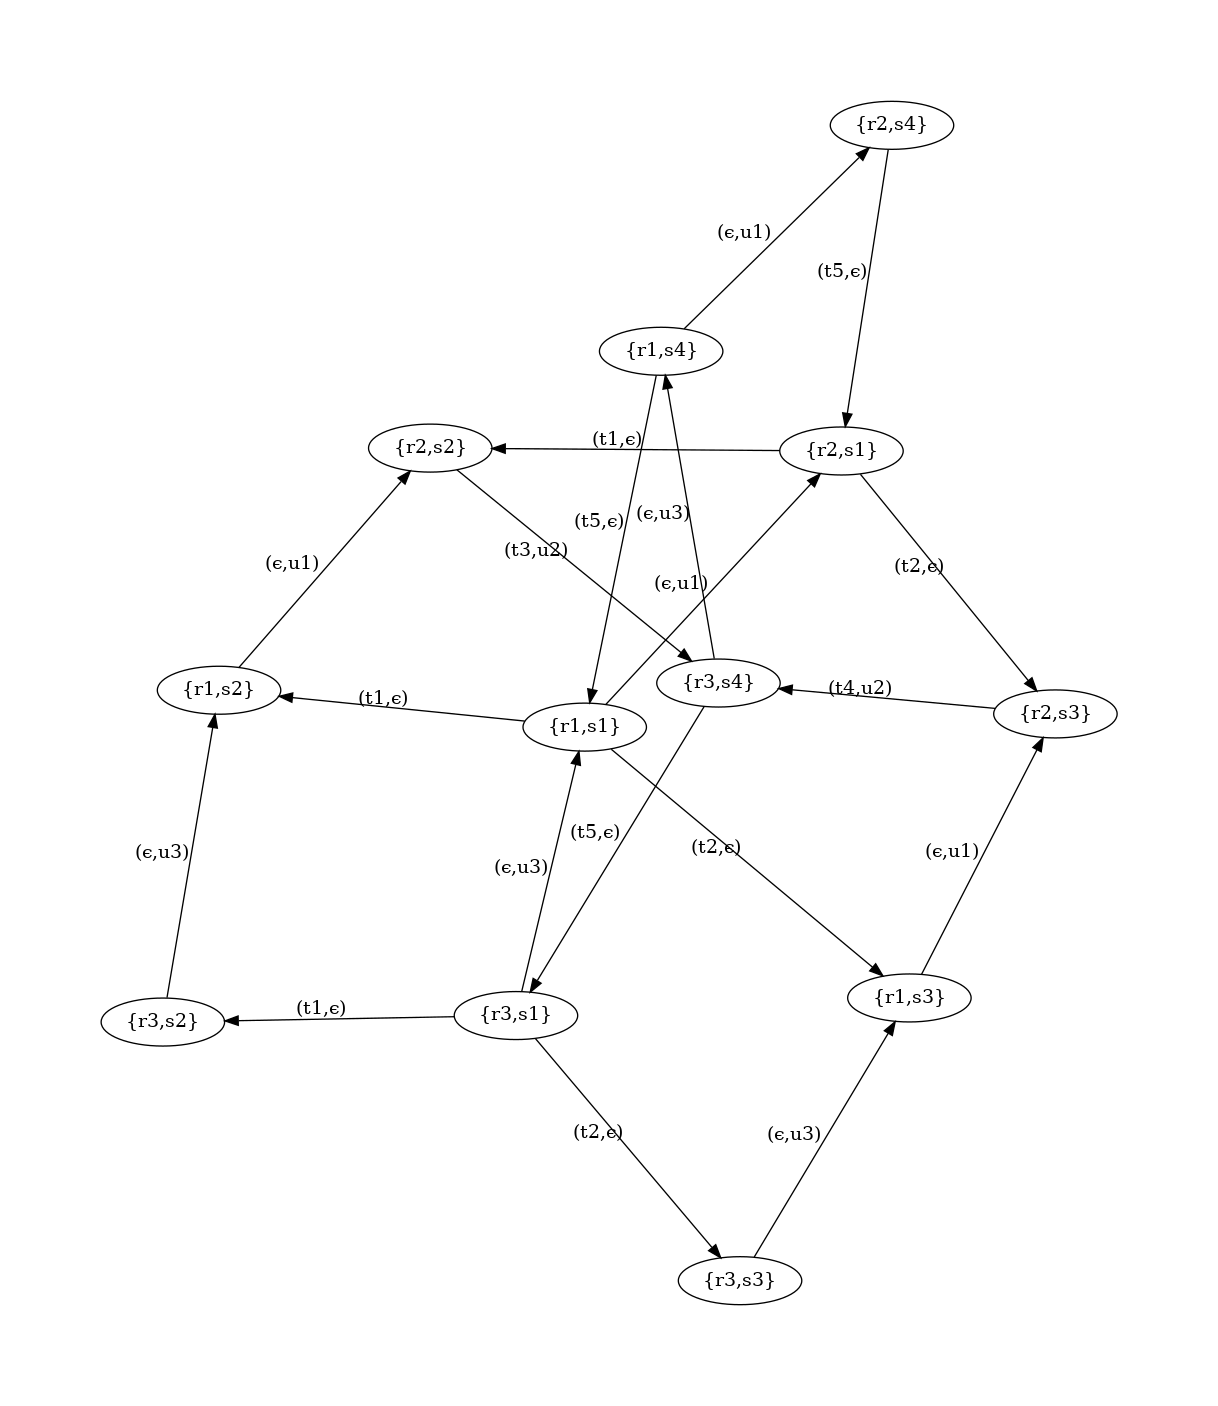 {r2,s4}
(ϵ,u1)
(t5,ϵ)
{r1,s4}
(t1,ϵ)
{r2,s2}
{r2,s1}
(t5,ϵ)
(ϵ,u3)
(t3,u2)
(ϵ,u1)
(t2,ϵ)
(ϵ,u1)
{r3,s4}
{r1,s2}
(t4,u2)
(t1,ϵ)
{r2,s3}
{r1,s1}
(t5,ϵ)
(t2,ϵ)
(ϵ,u3)
(ϵ,u1)
(ϵ,u3)
{r1,s3}
(t1,ϵ)
{r3,s2}
{r3,s1}
(t2,ϵ)
(ϵ,u3)
{r3,s3}